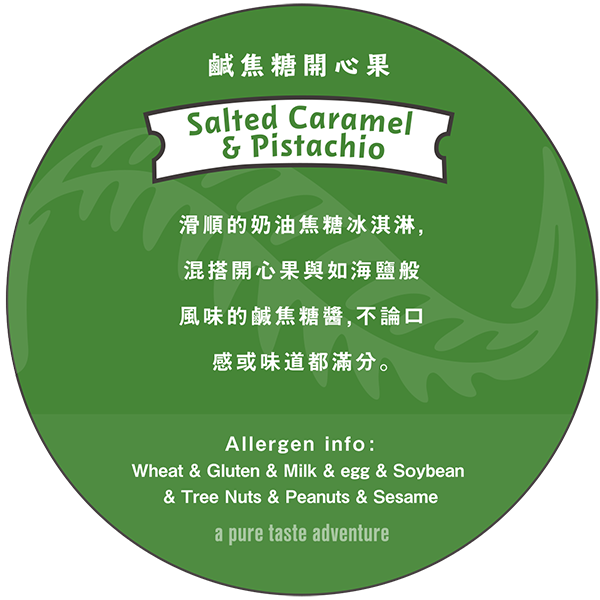 鹹焦糖開心果
Salted Caramel
& Pistachio
滑順的奶油焦糖冰淇淋,
混搭開心果與如海鹽般
風味的鹹焦糖醬,不論口
感或味道都滿分。
Allergen info:
Wheat & Gluten & Milk & egg & Soybean
& Tree Nuts & Peanuts & Sesame
a pure taste adventure